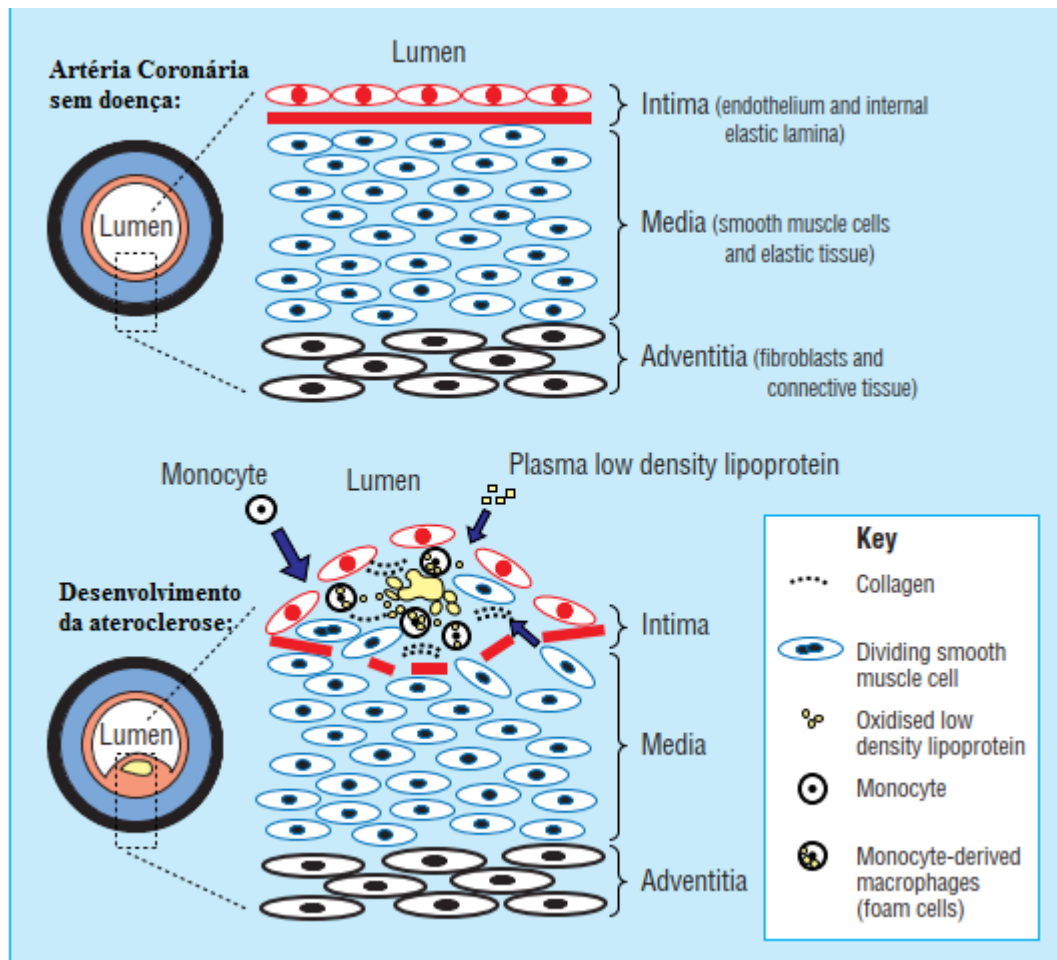 Lumen
Artéria Coronária
sem doença:
Lumen
Intima (endothelium and internal
elastic lamina)
Media (smooth muscle cells
and elastic tissue)
Adventitia (fibroblasts and
connective tissue)
Monocyte
Lumen
Plasma low density lipoprotein
Desenvolvimento
da ateroclerose;
Lumen
Intima
Media
Adventitia
Key
Collagen
Dividing smooth
muscle cell
Oxidised low
density lipoprotein
Monocyte
Monocyte-derived
macrophages
(foam cells)